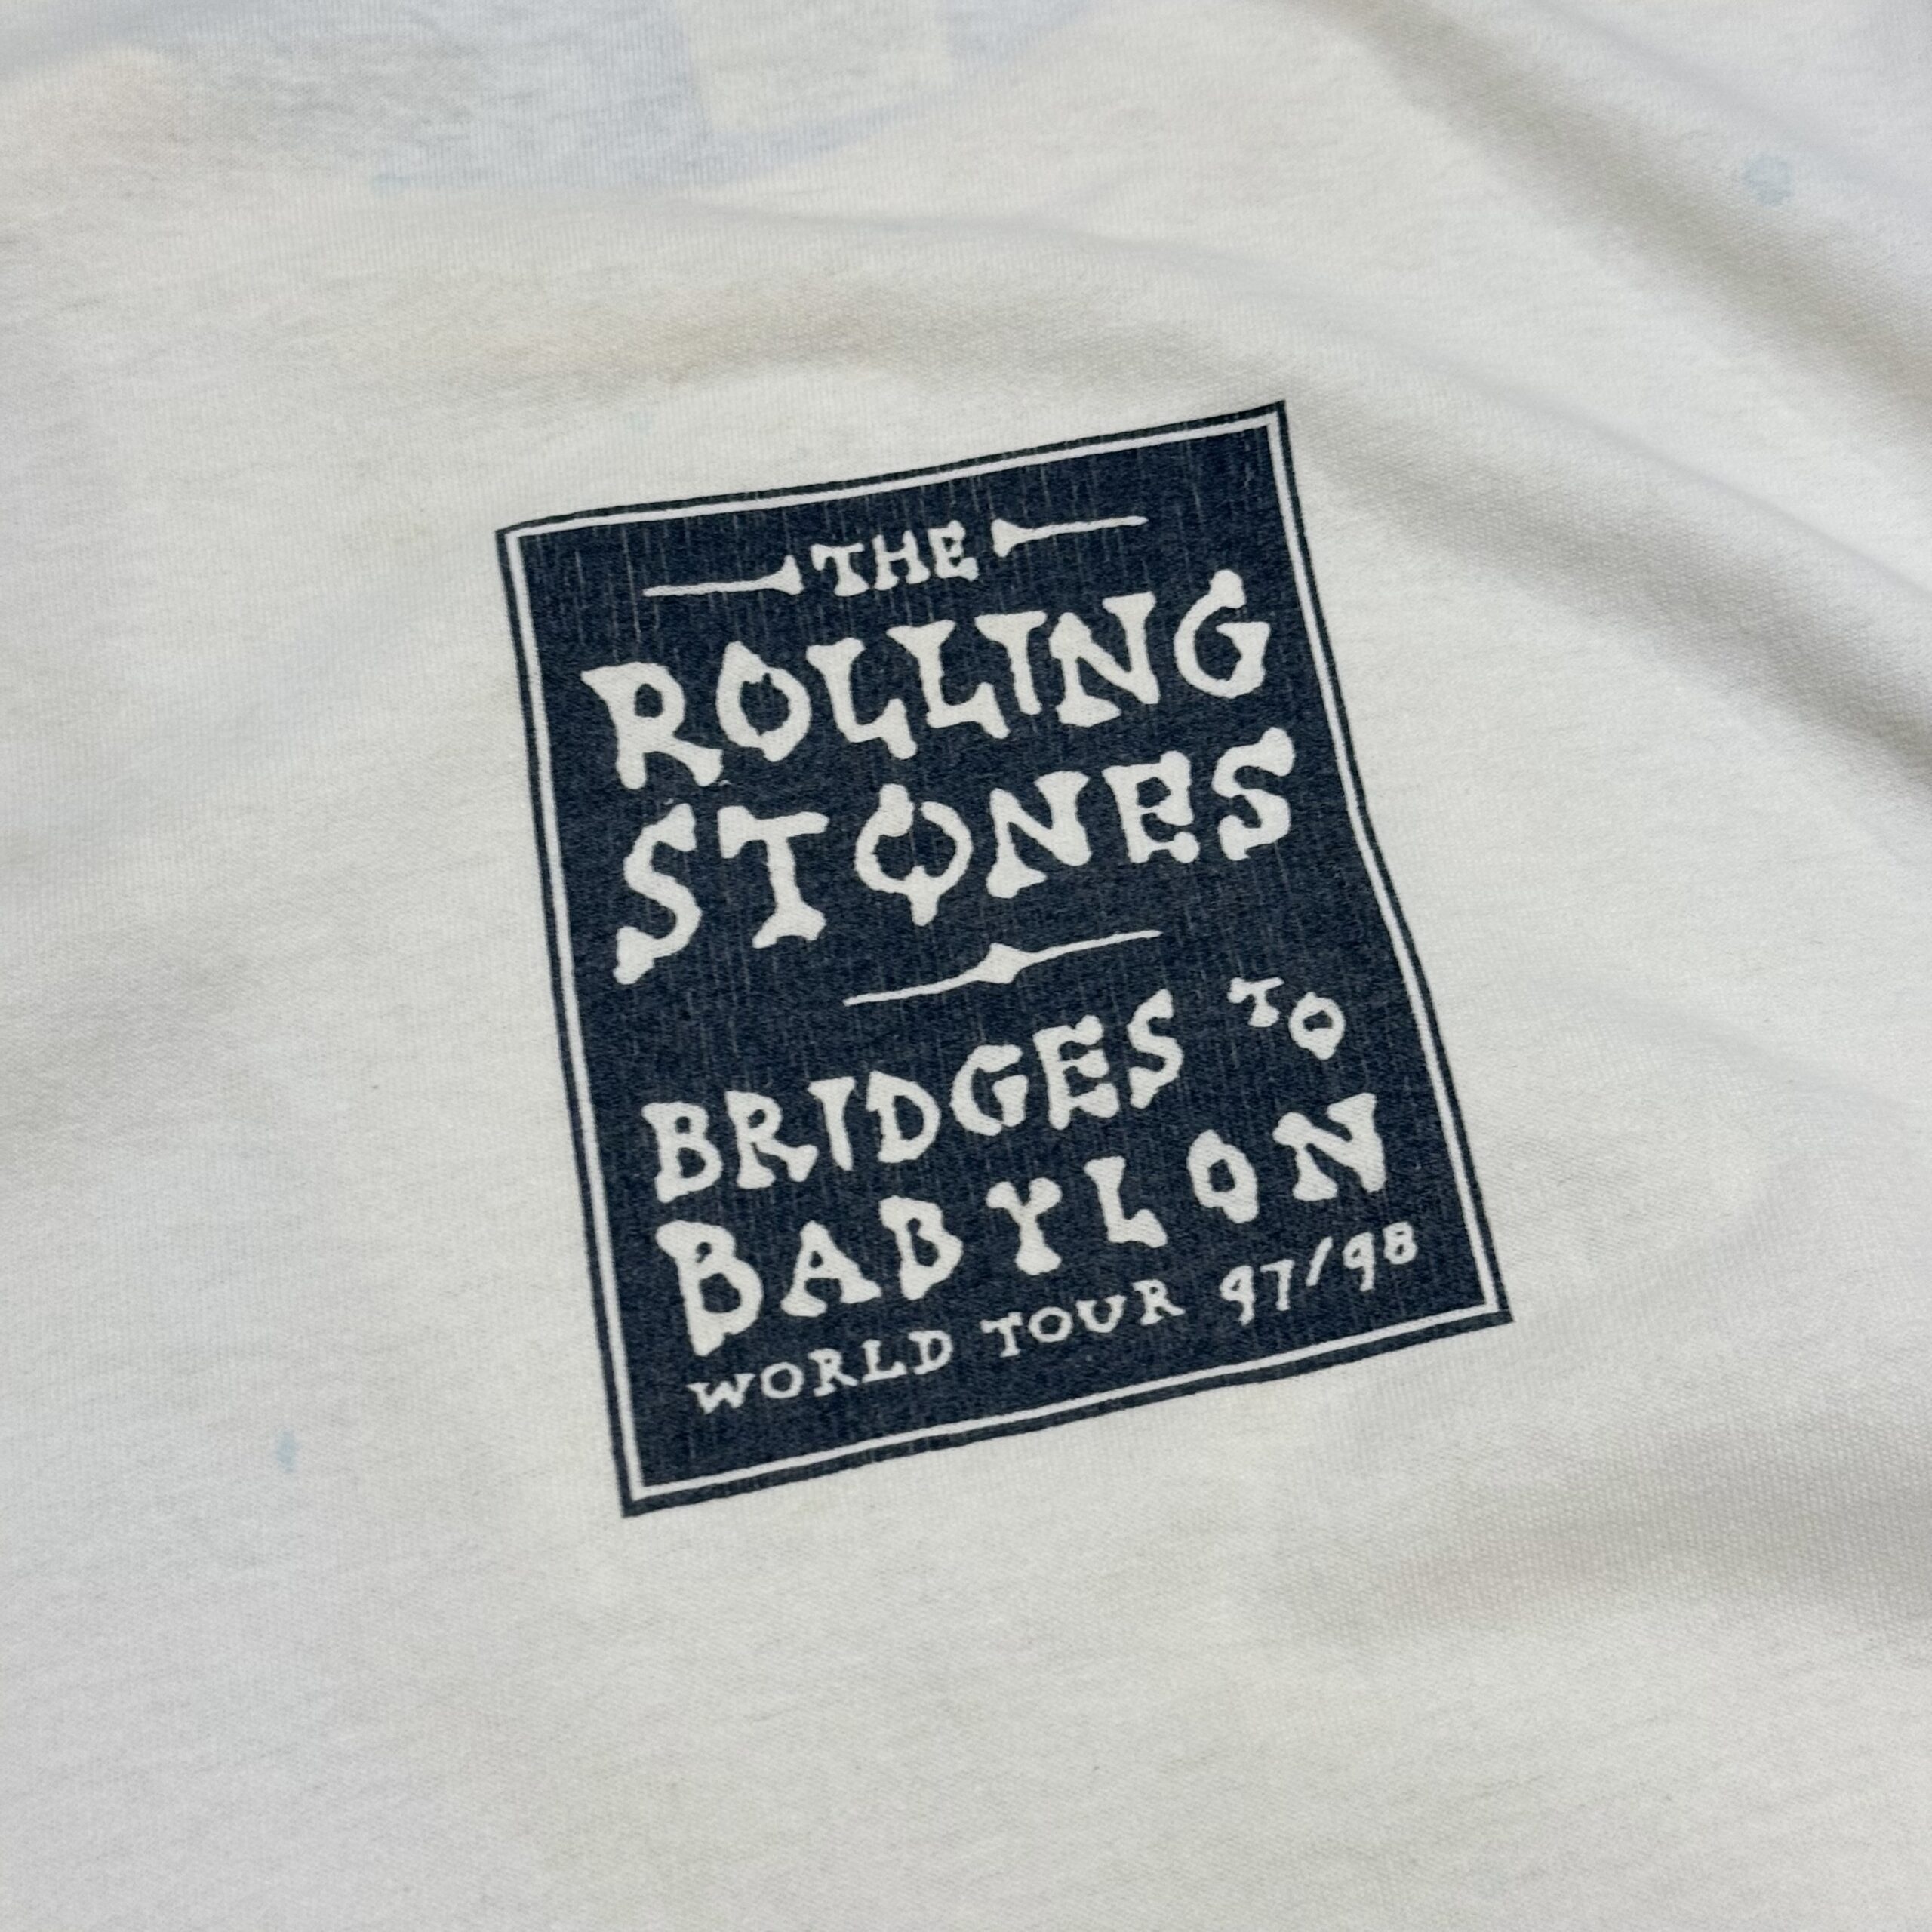 THE
ROLLING
STONES
BRIDGES TO
BABYLON
WORLD TOUR 97/98